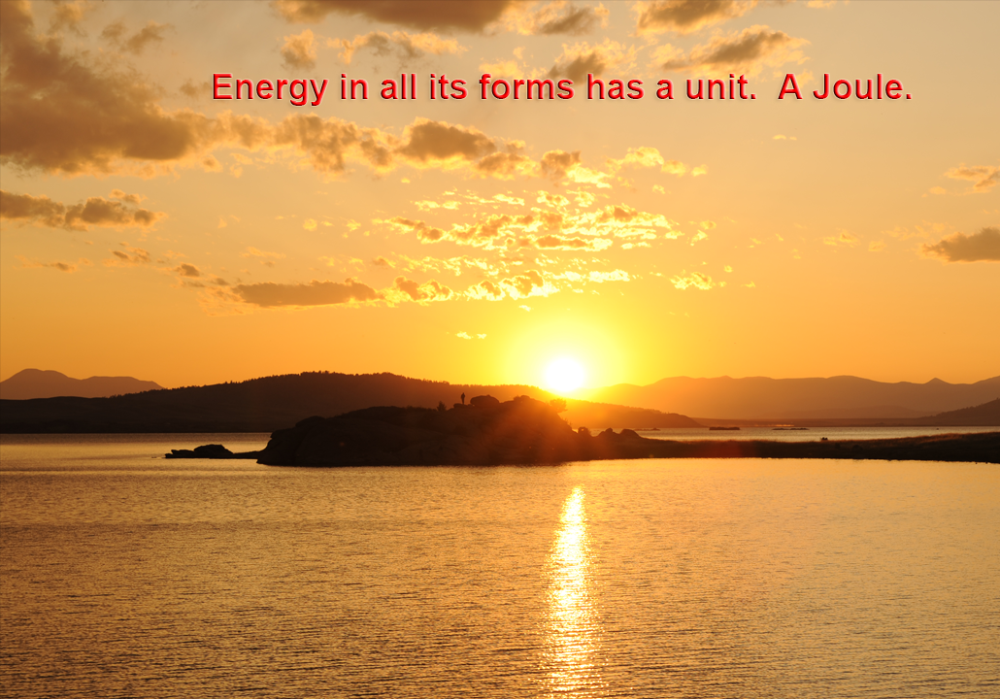 Energy in all its forms has a unit.  A Joule.